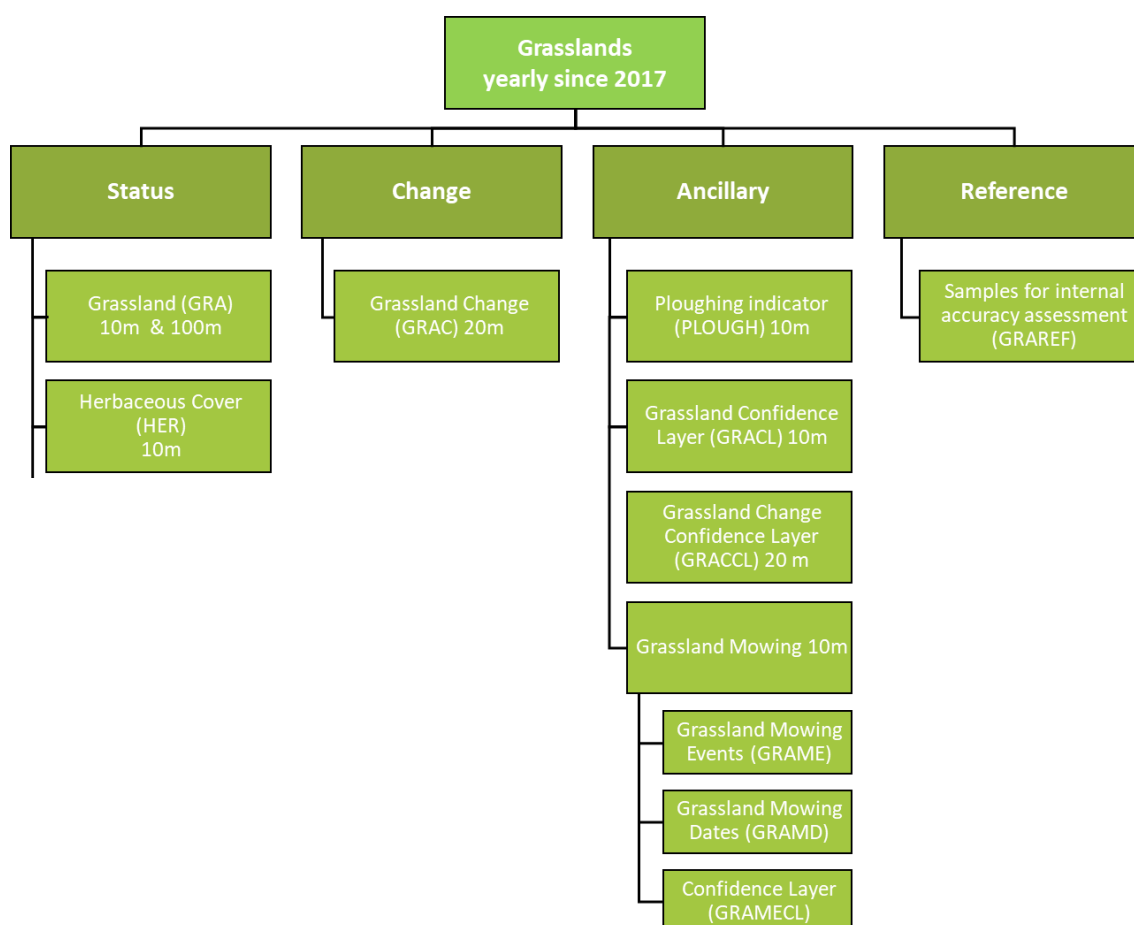 Grasslands
yearly since 2017
Status
Change
Ancillary
Reference
Grassland (GRA)
10m & 100m
Herbaceous Cover
(HER)
10m
Grassland Change
(GRAC) 20m
Ploughing indicator
(PLOUGH) 10m
Grassland Confidence
Layer (GRACL) 10m
Grassland Change
Confidence Layer
(GRACCL) 20 m
Grassland Mowing 10m
Grassland Mowing
Events (GRAME)
Grassland Mowing
Dates (GRAMD)
Confidence Layer
(GRAMECL)
Samples for internal
accuracy assessment
(GRAREF)